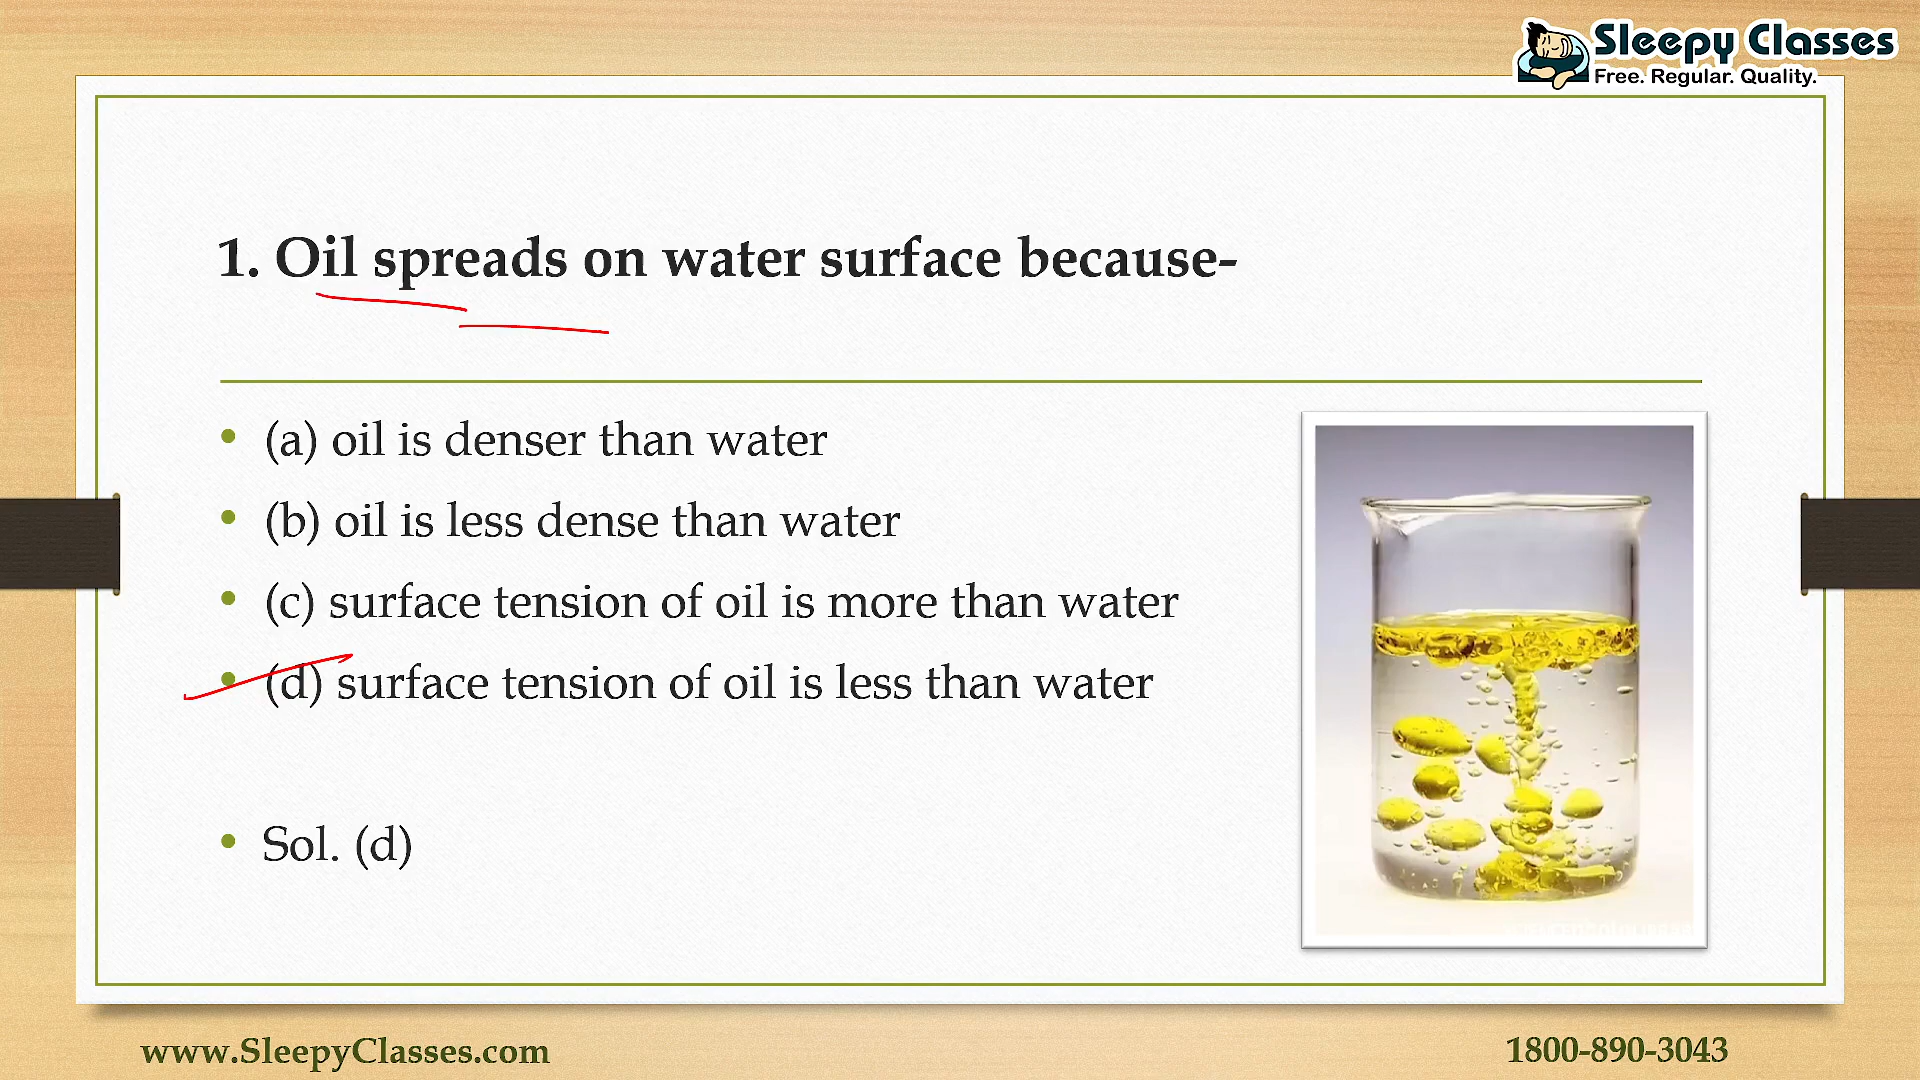 Sleepy Classes
Free. Regular. Quality.
1. Oil spreads on water surface because-
• (a) oil is denser than water
• (b) oil is less dense than water
• (c) surface tension of oil is more than water
• (d) surface tension of oil is less than water
• Sol. (d)
www.SleepyClasses.com
1800-890-3043